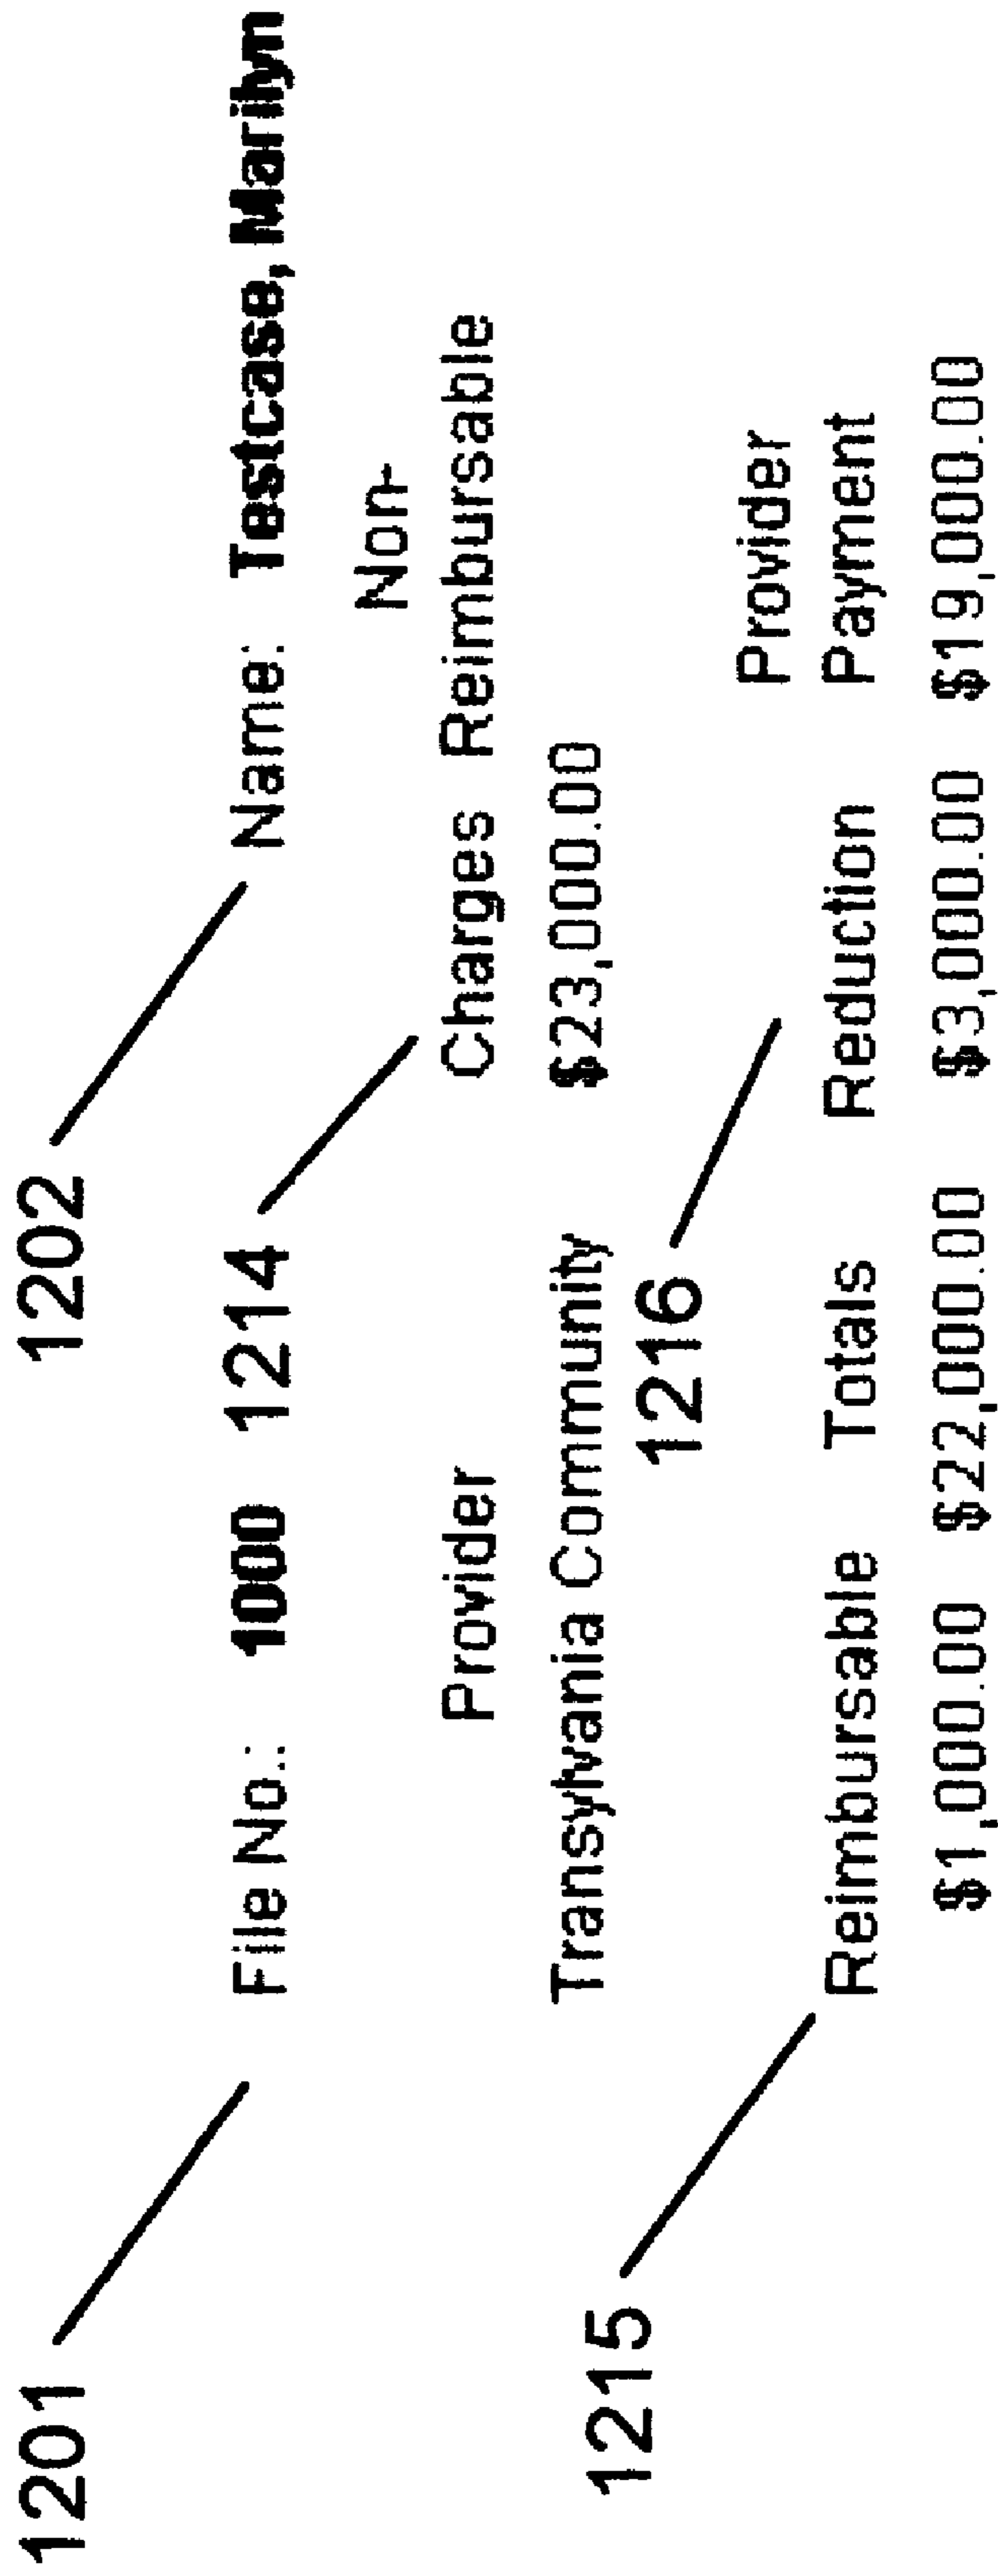 1201 1202
File No.: 1000 1214 Name: Testcase, Marilyn
Non-
Provider Charges Reimbursable
Transylvania Community $23,000.00
1215 1216
Provider
Reimbursable Totals Reduction Payment
$1,000.00 $22,000.00 $3,000.00 $19,000.00